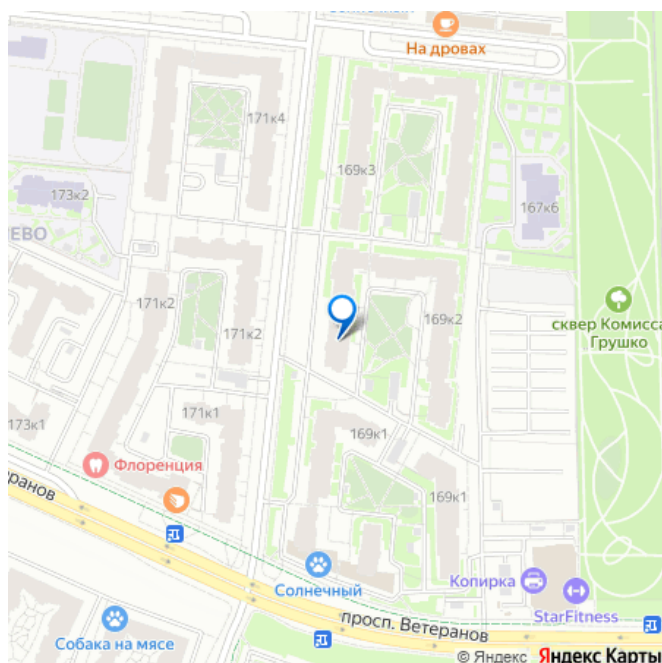 На дровах
171к4
169к3
173к2
167к6
ЕВО
171к2
171к2
169к2
сквер Комисса
Грушко
171к1
173к1
169к1
Флоренция
169к1
еранов
Солнечный
Копирка
StarFitness
просп. Ветеранов
Собака на мясе
© Яндекс Яндекс Карты